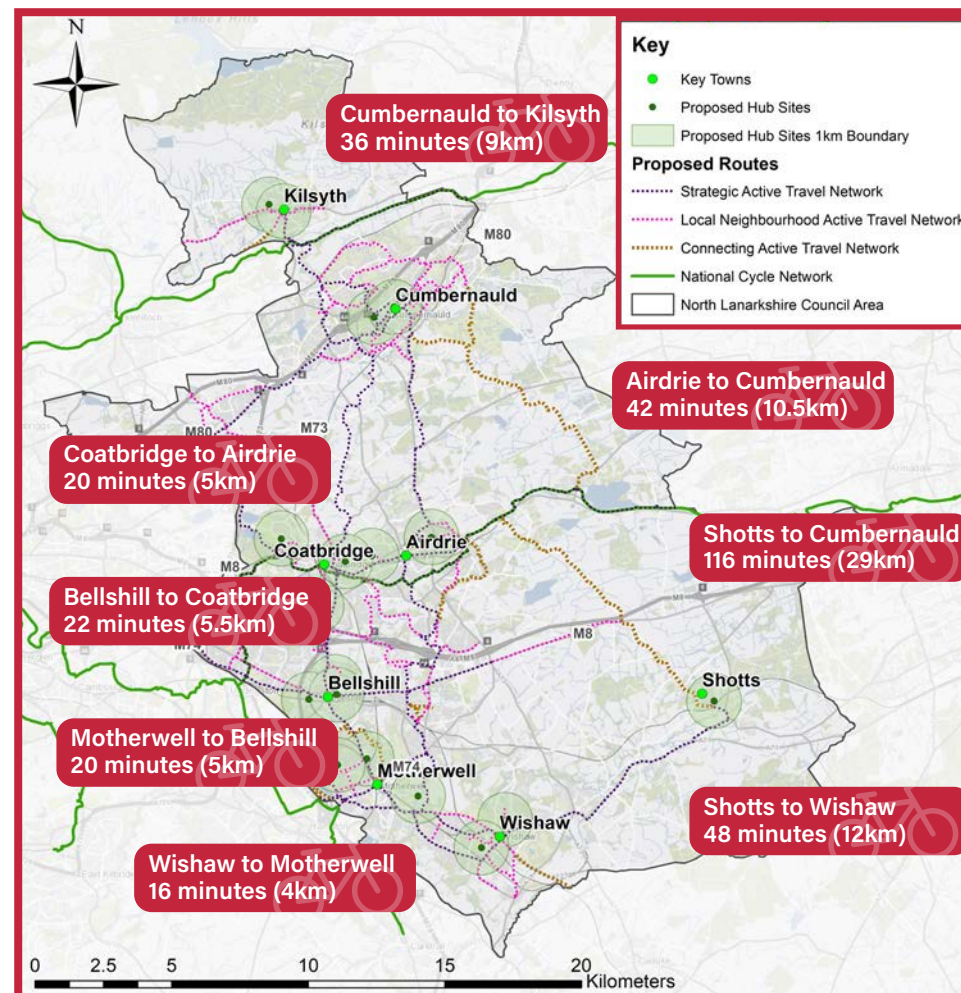 N
Key
Key Towns
Proposed Hub Sites
Proposed Hub Sites 1km Boundary
Proposed Routes
Strategic Active Travel Network
Local Neighbourhood Active Travel Network
Connecting Active Travel Network
National Cycle Network
North Lanarkshire Council Area
Cumbernauld to Kilsyth
36 minutes (9km)
Kilsyth
M80
Cumbernauld
Airdrie to Cumbernauld
42 minutes (10.5km)
M80
M80
M73
Coatbridge to Airdrie
20 minutes (5km)
Shotts to Cumbernauld
116 minutes (29km)
Airdrie
Coatbridge
M8
Bellshill to Coatbridge
22 minutes (5.5km)
M8
M74
Bellshill
Shotts
Motherwell to Bellshill
20 minutes (5km)
M74
Motherwell
Shotts to Wishaw
48 minutes (12km)
Wishaw
Wishaw to Motherwell
16 minutes (4km)
0 2.5 5 10 15 20
Kilometers